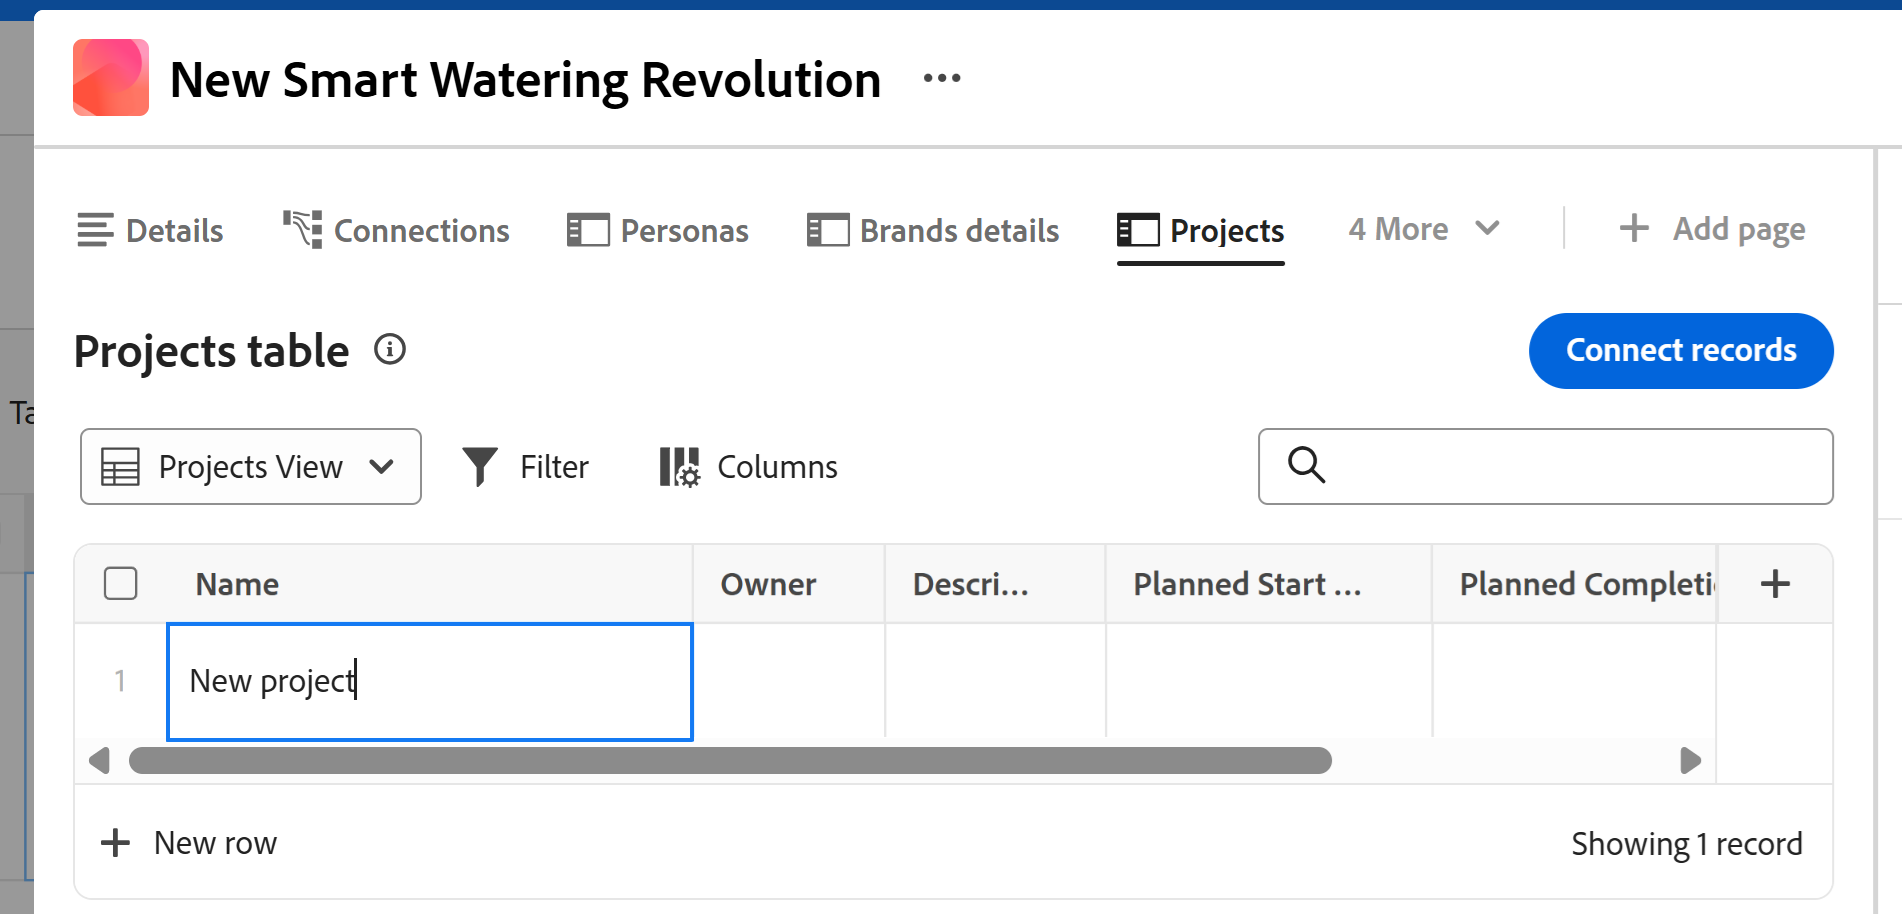 New Smart Watering Revolution
Details Connections Personas Brands details Projects 4 More Add page
Projects table Connect records
Ta
Projects View Filter Columns
Name Owner Descri... Planned Start ... Planned Completi
1 New project
New row Showing 1 record